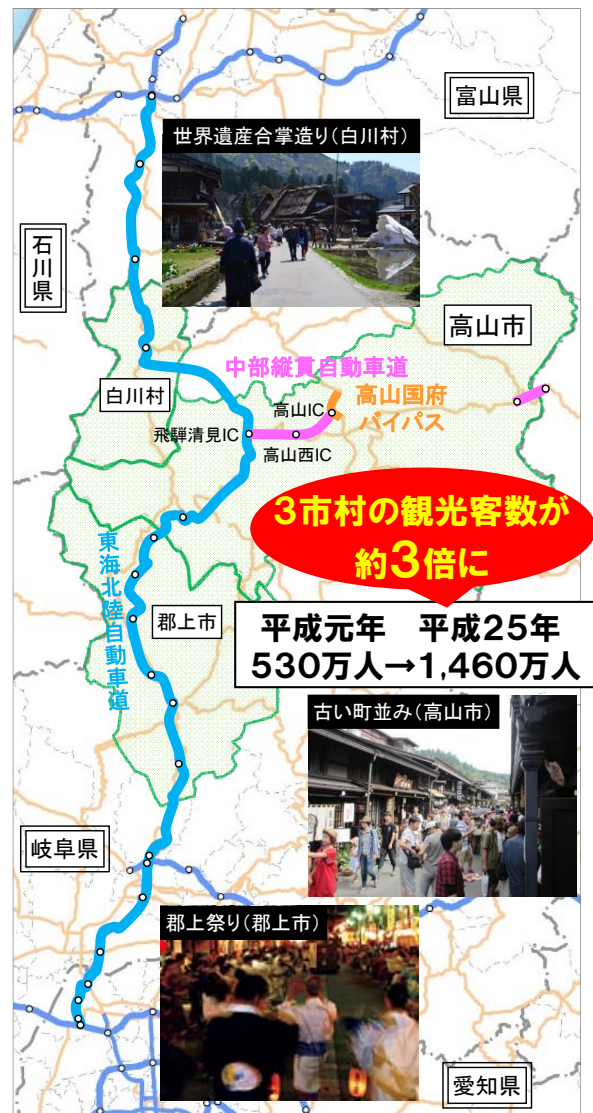 富山県
世界遺産合掌造り(白川村)
石川県
高山市
中部縦貫自動車道
白川村
高山IC
高山国府
バイパス
飛騨清見IC
高山西IC
3市村の観光客数が
約3倍に
東海北陸自動車道
郡上市
平成元年 平成25年
530万人→1,460万人
古い町並み(高山市)
岐阜県
郡上祭り(郡上市)
愛知県